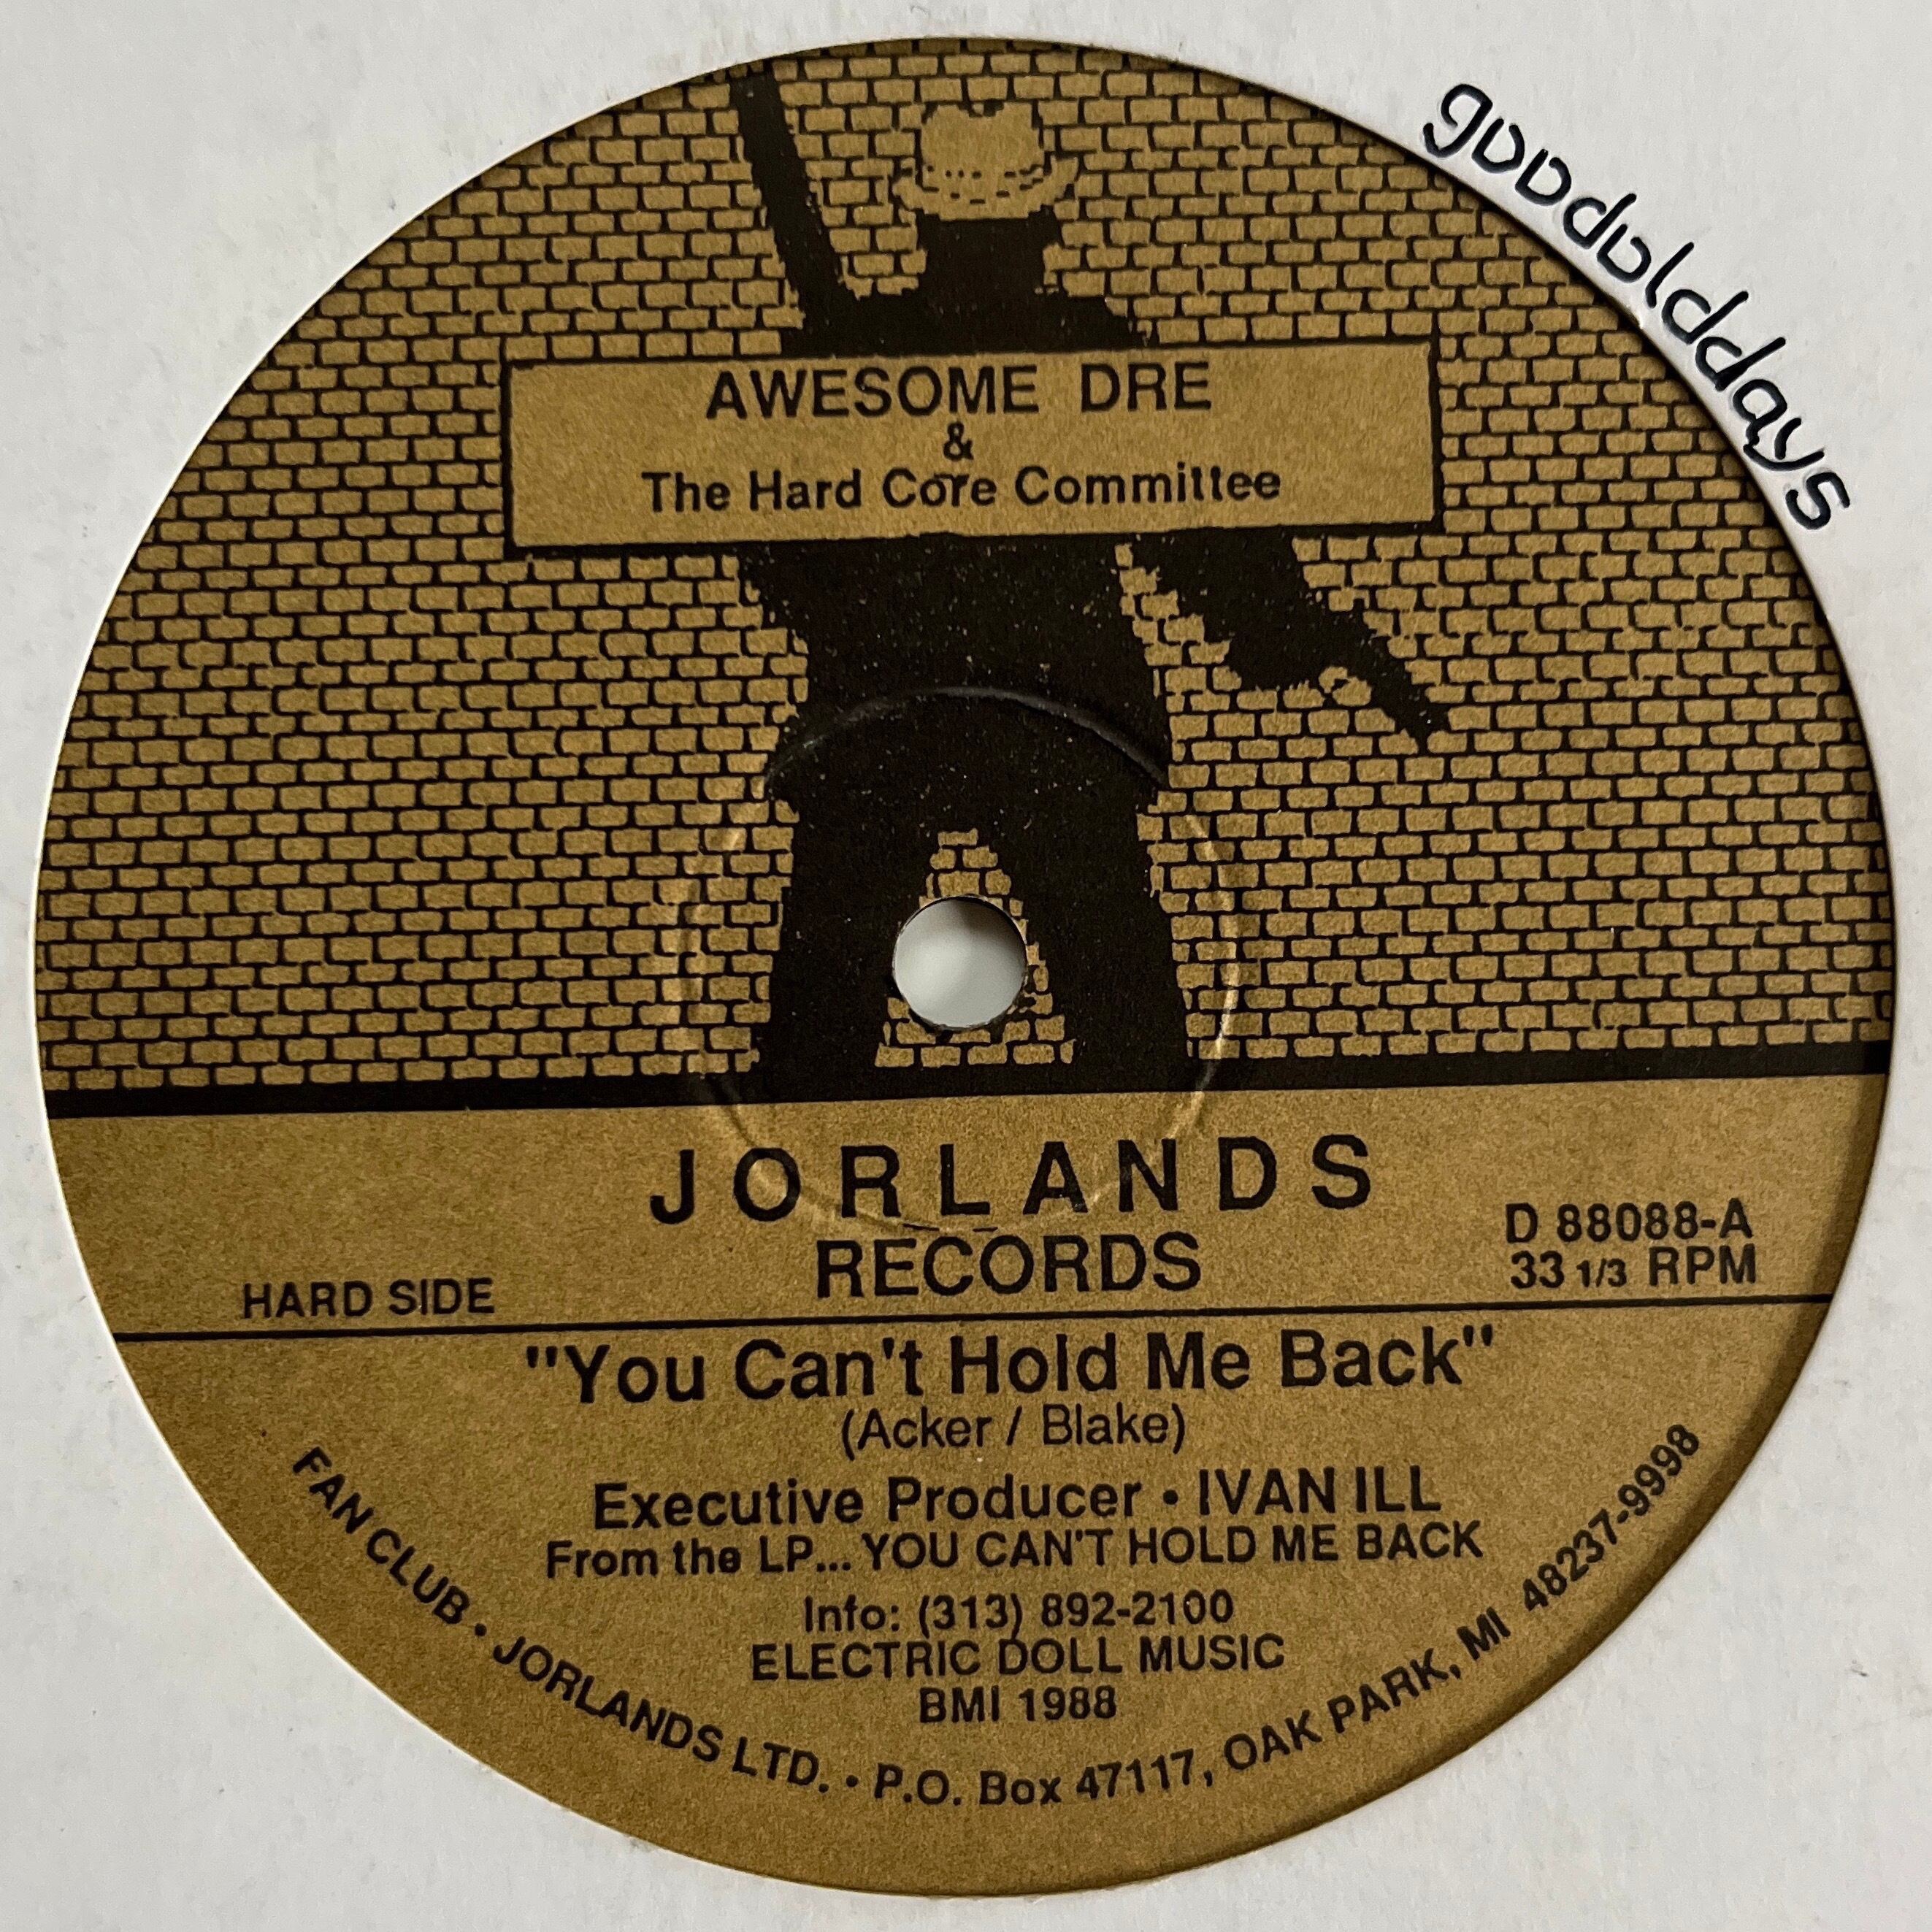 goodolddays
AWESOME DRE
&
The Hard Core Committee
JORLANDS
RECORDS
HARD SIDE
D 88088-A
33 1/3 RPM
"You Can't Hold Me Back"
(Acker / Blake)
Executive Producer • IVAN ILL
From the LP... YOU CAN'T HOLD ME BACK
Info: (313) 892-2100
ELECTRIC DOLL MUSIC
BMI 1988
FAN CLUB • JORLANDS LTD. • P.O. Box 47117, OAK PARK, MI 48237-9998